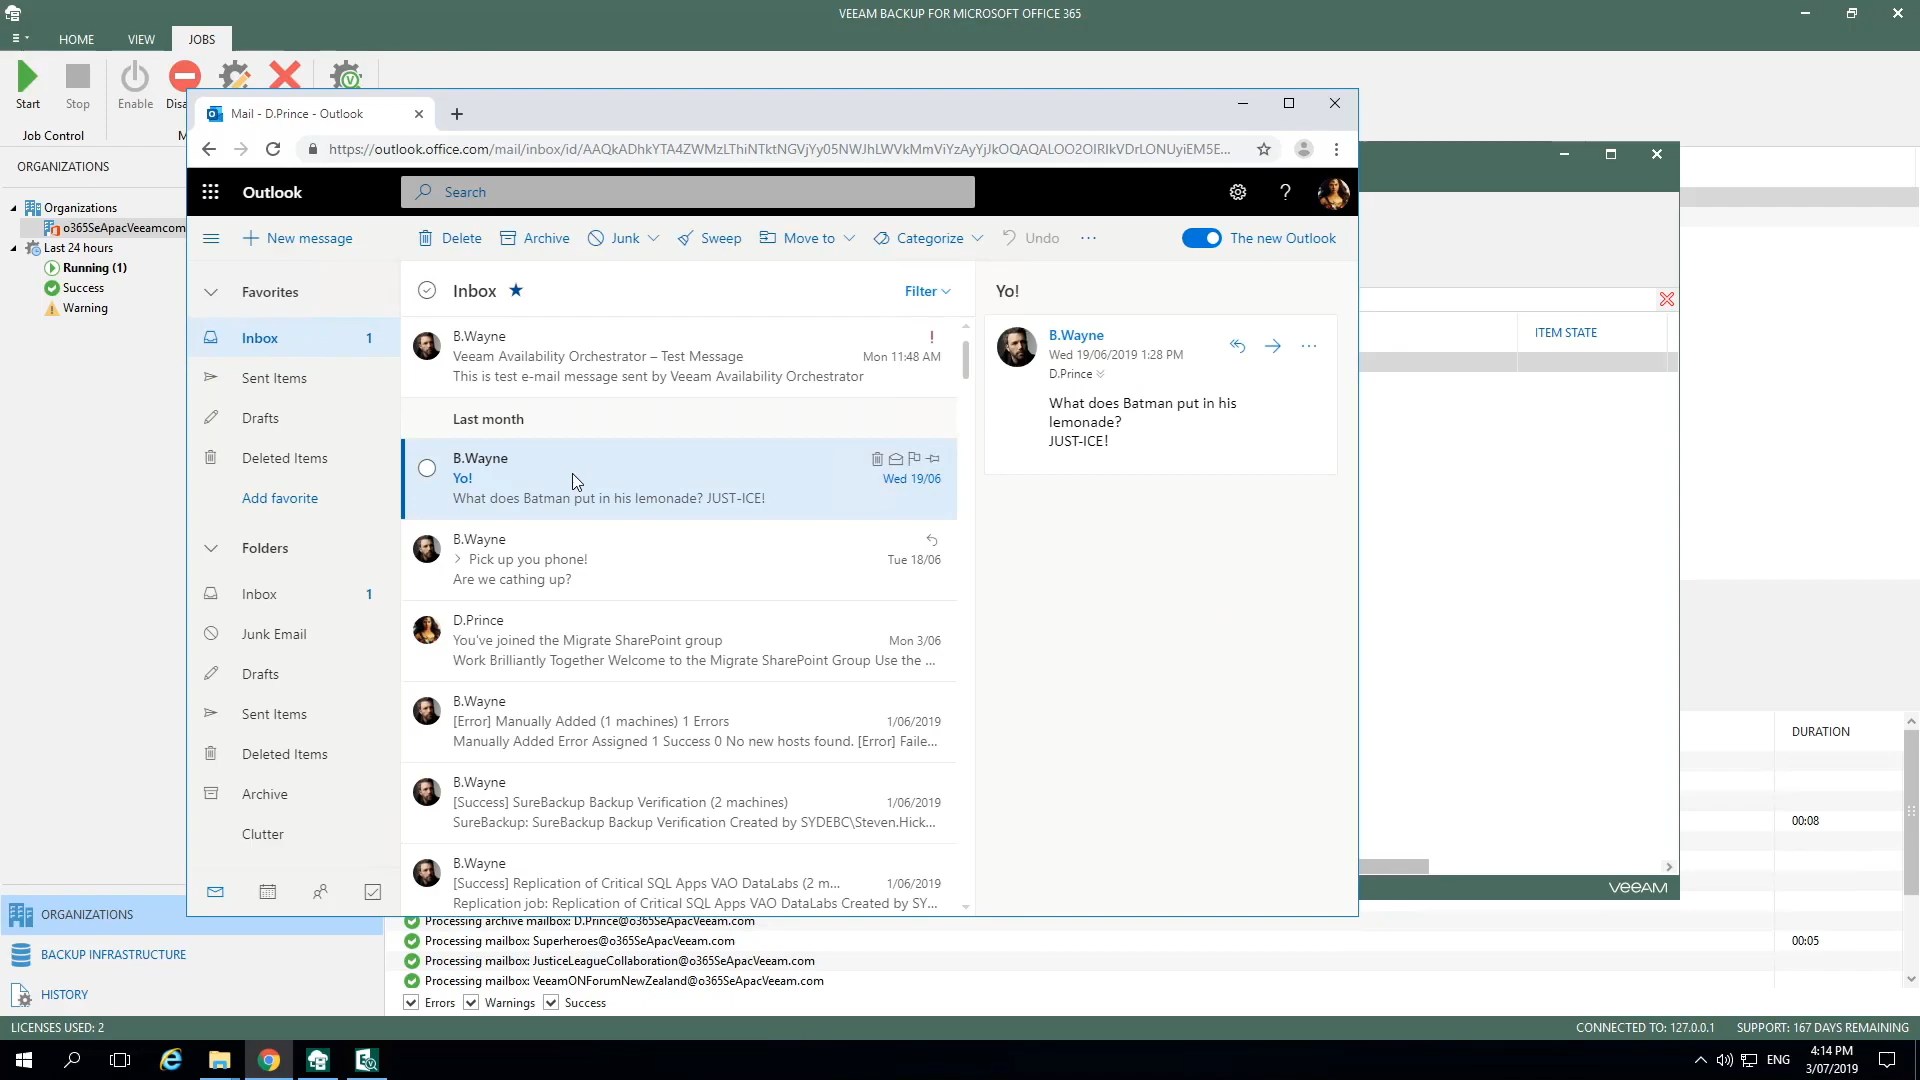 VEEAM BACKUP FOR MICROSOFT OFFICE 365
HOME VIEW JOBS
Start Stop Enable
Job Control
ORGANIZATIONS
Organizations
o365SeApacVeeamcom
Last 24 hours
Running (1)
Success
Warning
Mail - D.Prince - Outlook
https://outlook.office.com/mail/inbox/id/AAQkADhkYTA4ZWMzLThiNTktNGVjYy05NWJhLWVkMmViYzAyYjJkOQAQALOO2OIRIkVDrLONUyiEM5E...
Outlook
Search
New message Delete Archive Junk Sweep Move to Categorize Undo ... The new Outlook
Favorites
Inbox 1
Sent Items
Drafts
Deleted Items
Add favorite
Folders
Inbox 1
Junk Email
Drafts
Sent Items
Deleted Items
Archive
Clutter
Inbox Filter
B.Wayne !
Veeam Availability Orchestrator – Test Message Mon 11:48 AM
This is test e-mail message sent by Veeam Availability Orchestrator
Last month
B.Wayne
Yo! Wed 19/06
What does Batman put in his lemonade? JUST-ICE!
B.Wayne
> Pick up you phone! Tue 18/06
Are we cathing up?
D.Prince
You've joined the Migrate SharePoint group Mon 3/06
Work Brilliantly Together Welcome to the Migrate SharePoint Group Use the ...
B.Wayne
[Error] Manually Added (1 machines) 1 Errors 1/06/2019
Manually Added Error Assigned 1 Success 0 No new hosts found. [Error] Faile...
B.Wayne
[Success] SureBackup Backup Verification (2 machines) 1/06/2019
SureBackup: SureBackup Backup Verification Created by SYDEBC\Steven.Hick...
B.Wayne
[Success] Replication of Critical SQL Apps VAO DataLabs (2 m... 1/06/2019
Replication job: Replication of Critical SQL Apps VAO DataLabs Created by SY...
Yo!
B.Wayne
Wed 19/06/2019 1:28 PM
D.Prince
What does Batman put in his
lemonade?
JUST-ICE!
ITEM STATE
VEEAM
DURATION
00:08
00:05
Processing archive mailbox: D.Prince@o365SeApacVeeam.com
Processing mailbox: Superheroes@o365SeApacVeeam.com
Processing mailbox: JusticeLeagueCollaboration@o365SeApacVeeam.com
Processing mailbox: VeeamONForumNewZealand@o365SeApacVeeam.com
Errors Warnings Success
ORGANIZATIONS
BACKUP INFRASTRUCTURE
HISTORY
LICENSES USED: 2
CONNECTED TO: 127.0.0.1 SUPPORT: 167 DAYS REMAINING
ENG
4:14 PM
3/07/2019